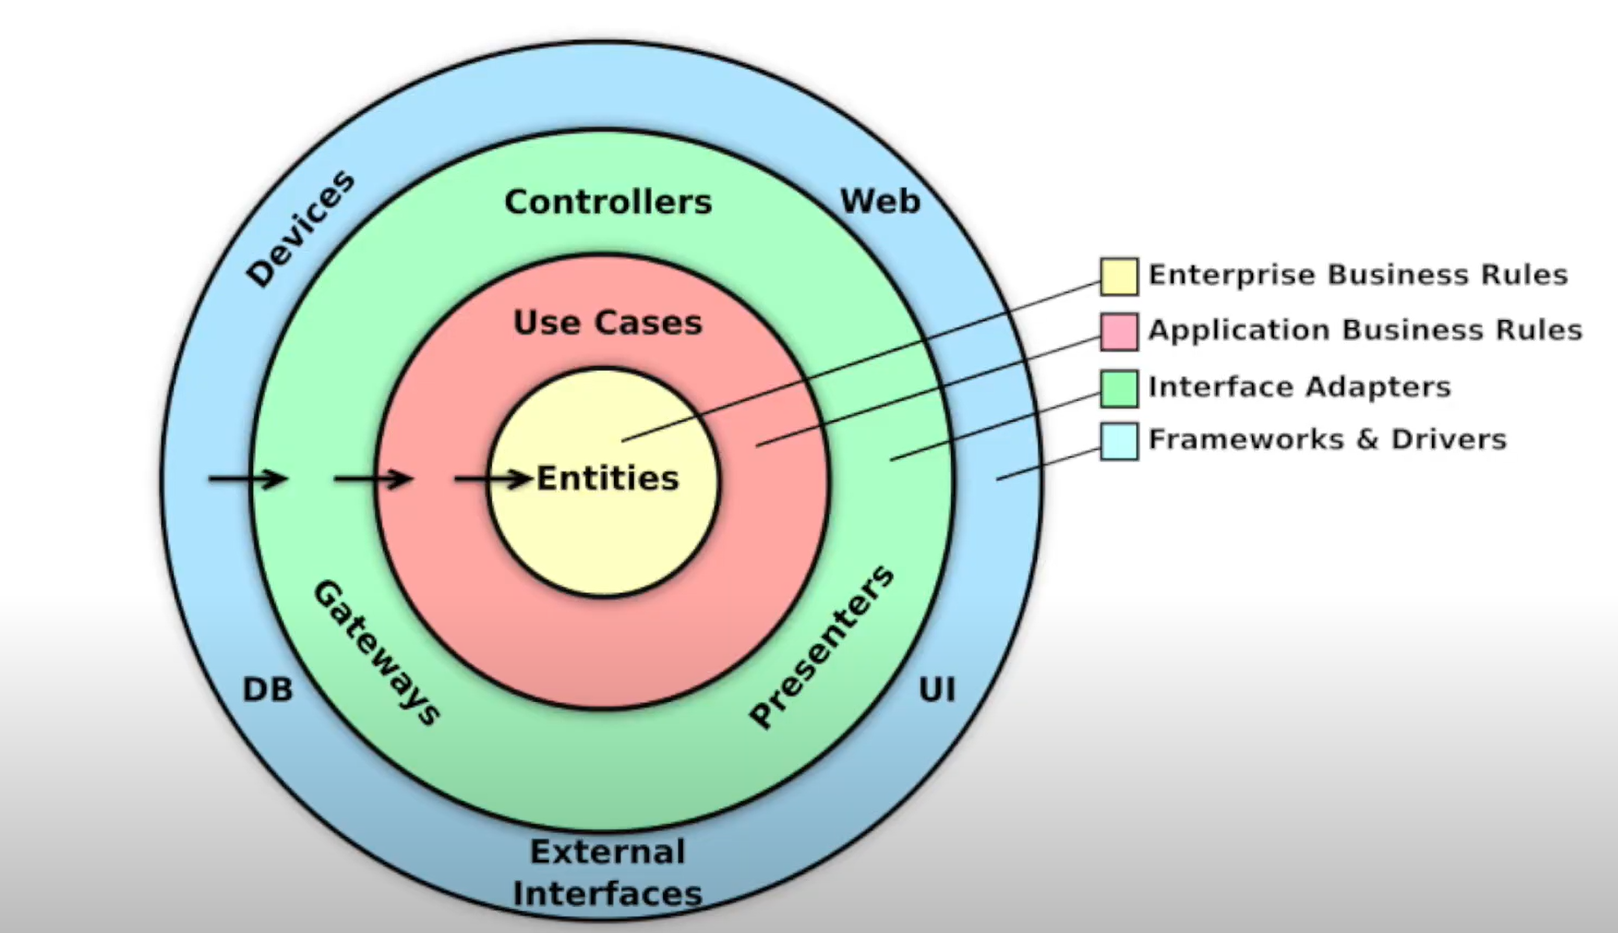 Devices
Controllers
Web
Use Cases
Entities
Gateways
Presenters
DB
UI
External
Interfaces
Enterprise Business Rules
Application Business Rules
Interface Adapters
Frameworks & Drivers